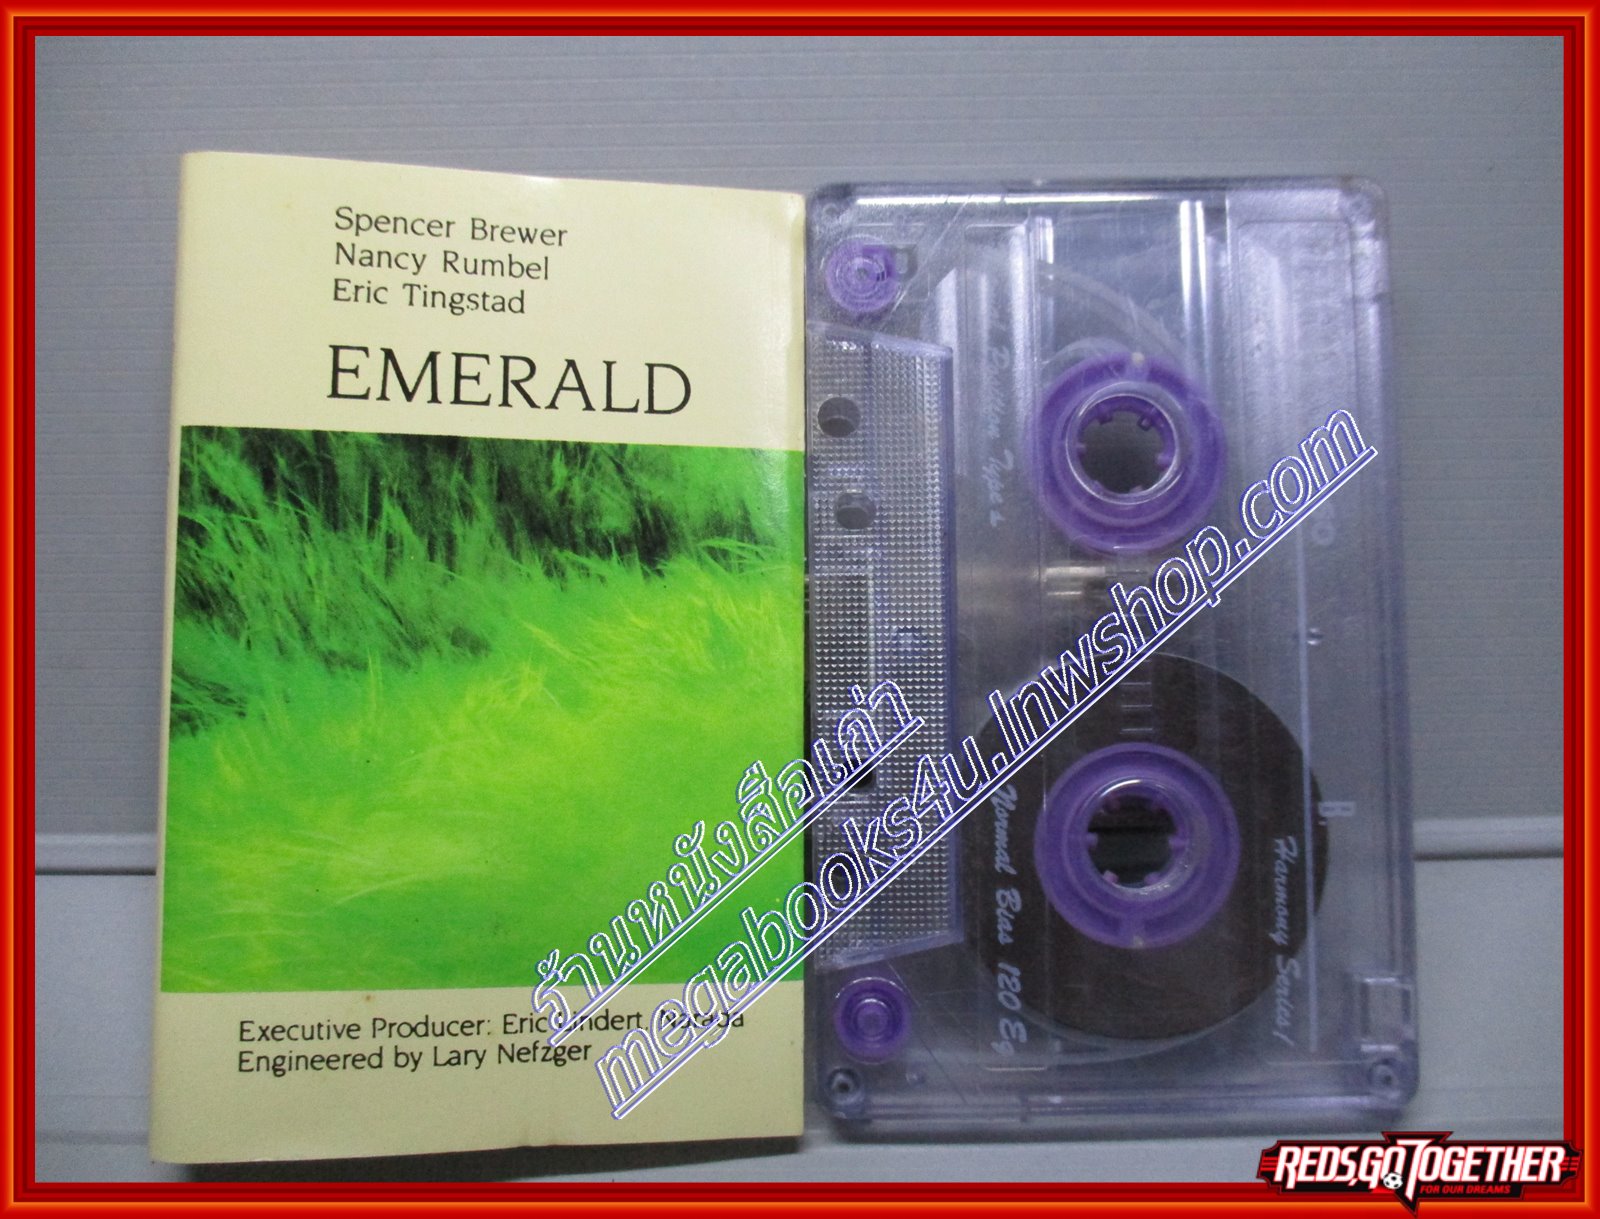 Spencer Brewer
Nancy Rumbel
Eric Tingstad
EMERALD
Executive Producer: Eric Lindert, Narada
Engineered by Lary Nefzger
ร้านหนังสือเก่า
megabooks4u.lnwshop.com
Normal Bias 120
Harmony Series
B
REDS, GO TOGETHER
FOR OUR DREAMS